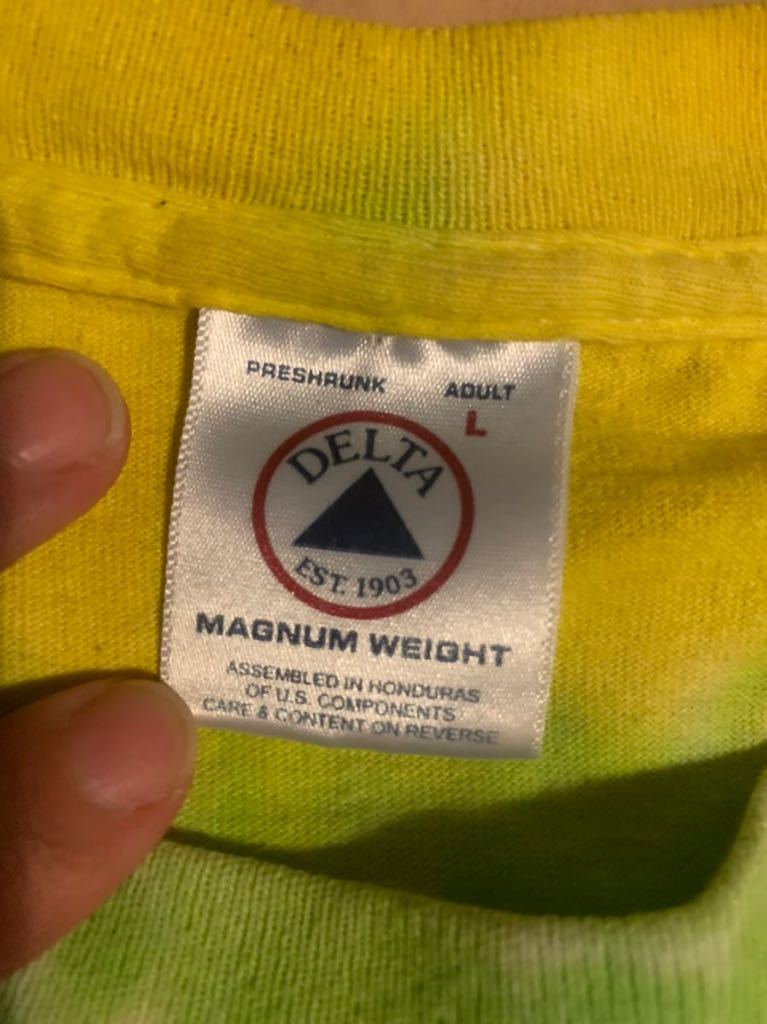 PRESHRUNK ADULT
L
DELTA
EST. 1903
MAGNUM WEIGHT
ASSEMBLED IN HONDURAS
OF U.S. COMPONENTS
CARE & CONTENT ON REVERSE